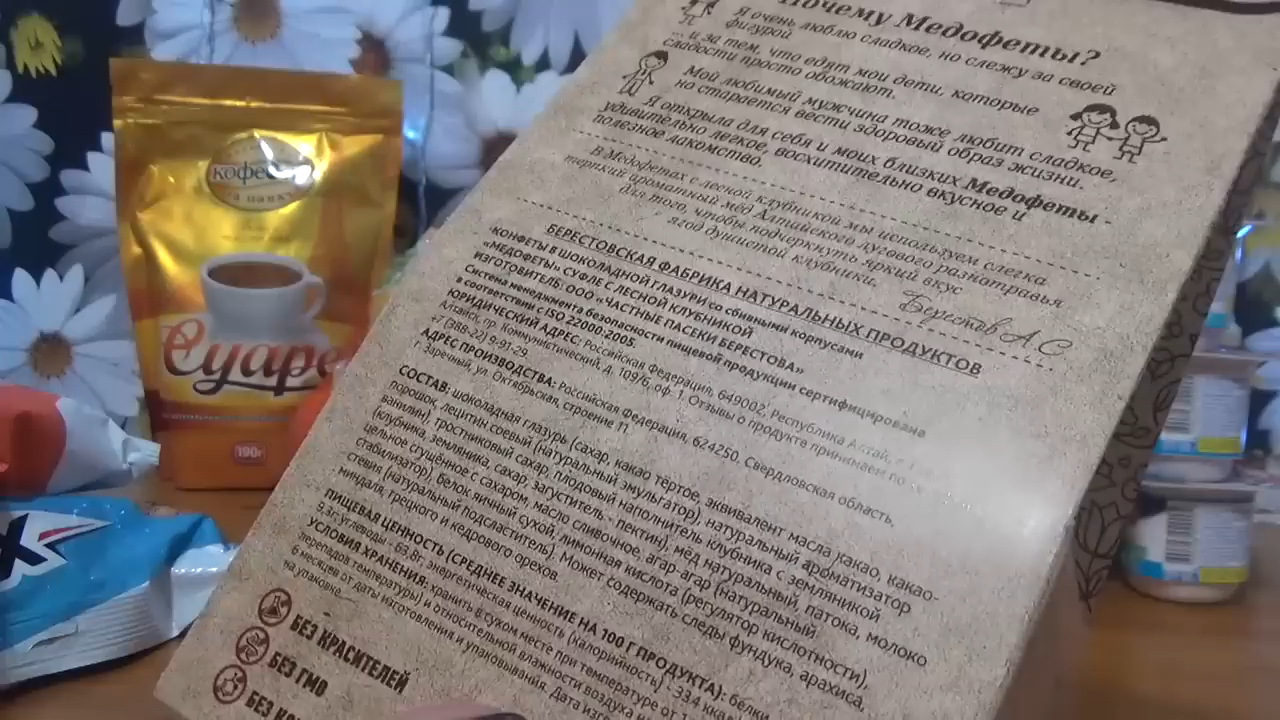 Почему Медофеты?
Я очень люблю сладкое, но слежу за своей
фигурой
... и за тем, что едят мои дети, которые
сладости просто обожают.
Мой любимый мужчина тоже любит сладкое,
но старается вести здоровый образ жизни.
Я открыла для себя и моих близких Медофеты -
удивительно легкое, восхитительно вкусное и
полезное лакомство.
В Медофетах с лесной клубникой мы используем слегка
терпкий ароматный мёд Алтайского лугового разнотравья
для того, чтобы подчеркнуть яркий вкус
ягод душистой клубники.
Берестов А.С
БЕРЕСТОВСКАЯ ФАБРИКА НАТУРАЛЬНЫХ ПРОДУКТОВ
КОНФЕТЫ В ШОКОЛАДНОЙ ГЛАЗУРИ со сбивными корпусами
«МЕДОФЕТЫ» СУФЛЕ С ЛЕСНОЙ КЛУБНИКОЙ
ИЗГОТОВИТЕЛЬ: ООО «ЧАСТНЫЕ ПАСЕКИ БЕРЕСТОВА»
Система менеджмента безопасности пищевой продукции сертифицирована
в соответствии с ISO 22000:2005.
ЮРИДИЧЕСКИЙ АДРЕС: Российская Федерация, 649002, Республика Алтай, г.
Алтайск, пр. Коммунистический, д. 109/6, оф. 1. Отзывы о продукте принимаем по
+7 (388-22) 9-91-29.
АДРЕС ПРОИЗВОДСТВА: Российская Федерация, 624250, Свердловская область,
г. Заречный, ул. Октябрьская, строение 11.
СОСТАВ: шоколадная глазурь (сахар, какао тёртое, эквивалент масла какао, какао-
порошок, лецитин соевый (натуральный эмульгатор), натуральный ароматизатор
ванилин), тростниковый сахар, плодовый наполнитель клубника с земляникой
(клубника, земляника, сахар, загуститель - пектин), мёд натуральный, патока, молоко
цельное сгущённое с сахаром, масло сливочное, агар-агар (натуральный
стабилизатор), белок яичный сухой, лимонная кислота (регулятор кислотности),
стевия (натуральный подсластитель). Может содержать следы фундука, арахиса,
миндаля, грецкого и кедрового орехов.
ПИЩЕВАЯ ЦЕННОСТЬ (СРЕДНЕЕ ЗНАЧЕНИЕ НА 100 Г ПРОДУКТА): белки
9,3г; углеводы - 63,8г; энергетическая ценность (калорийность) - 334 ккал
УСЛОВИЯ ХРАНЕНИЯ: хранить в сухом месте при температуре от
перепадов температуры) и относительной влажности воздуха
6 месяцев от даты изготовления и упаковывания. Дата
на упаковке.
БЕЗ КРАСИТЕЛЕЙ
БЕЗ ГМО
БЕЗ
кофе
на
Суаре
190г
X